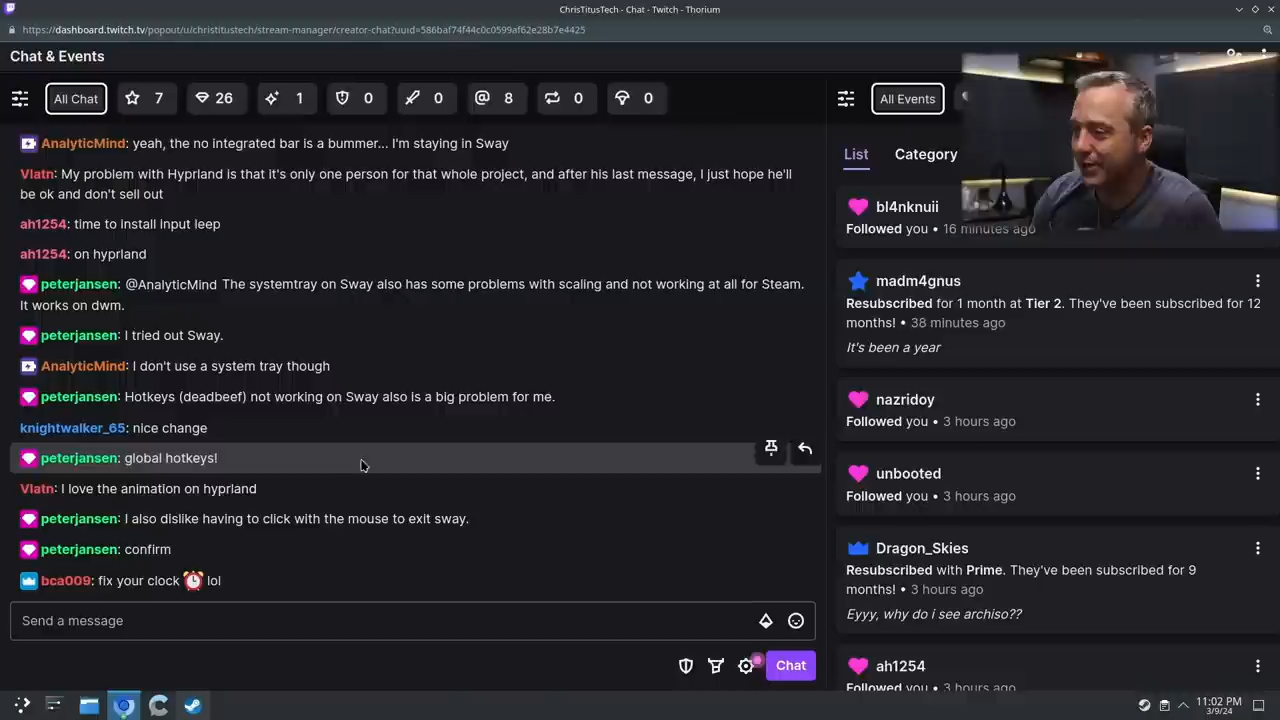 ChrisTitusTech - Chat - Twitch - Thorium
https://dashboard.twitch.tv/popout/u/christitustech/stream-manager/creator-chat?uuid=586baf74f44c0c0599af62e28b7e4425
Chat & Events
All Chat
7
26
1
0
0
8
0
0
AnalyticMind: yeah, the no integrated bar is a bummer... I'm staying in Sway
Vlatn: My problem with Hyprland is that it's only one person for that whole project, and after his last message, I just hope he'll
be ok and don't sell out
ah1254: time to install input leep
ah1254: on hyprland
peterjansen: @AnalyticMind The systemtray on Sway also has some problems with scaling and not working at all for Steam.
It works on dwm.
peterjansen: I tried out Sway.
AnalyticMind: I don't use a system tray though
peterjansen: Hotkeys (deadbeef) not working on Sway also is a big problem for me.
knightwalker_65: nice change
peterjansen: global hotkeys!
Vlatn: I love the animation on hyprland
peterjansen: I also dislike having to click with the mouse to exit sway.
peterjansen: confirm
bca009: fix your clock ⏰ lol
Send a message
Chat
All Events
List
Category
bl4nknuii
Followed you • 16 minutes ago
madm4gnus
Resubscribed for 1 month at Tier 2. They've been subscribed for 12
months! • 38 minutes ago
It's been a year
nazridoy
Followed you • 3 hours ago
unbooted
Followed you • 3 hours ago
Dragon_Skies
Resubscribed with Prime. They've been subscribed for 9
months! • 3 hours ago
Eyyy, why do i see archiso??
ah1254
Followed you • 3 hours ago
11:02 PM
3/9/24